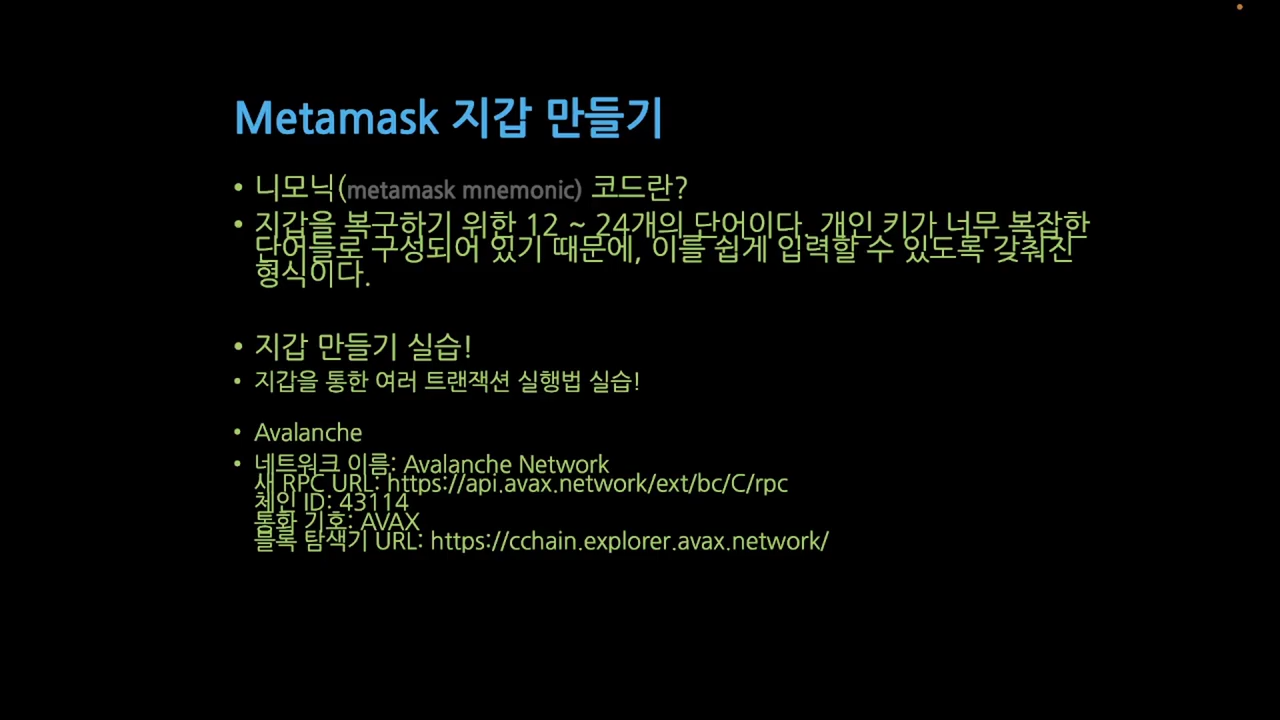 Metamask 지갑 만들기
• 니모닉(metamask mnemonic) 코드란?
• 지갑을 복구하기 위한 12 ~ 24개의 단어이다. 개인 키가 너무 복잡한
단어들로 구성되어 있기 때문에, 이를 쉽게 입력할 수 있도록 갖춰진
형식이다.
• 지갑 만들기 실습!
• 지갑을 통한 여러 트랜잭션 실행법 실습!
• Avalanche
• 네트워크 이름: Avalanche Network
새 RPC URL: https://api.avax.network/ext/bc/C/rpc
체인 ID: 43114
통화 기호: AVAX
블록 탐색기 URL: https://cchain.explorer.avax.network/